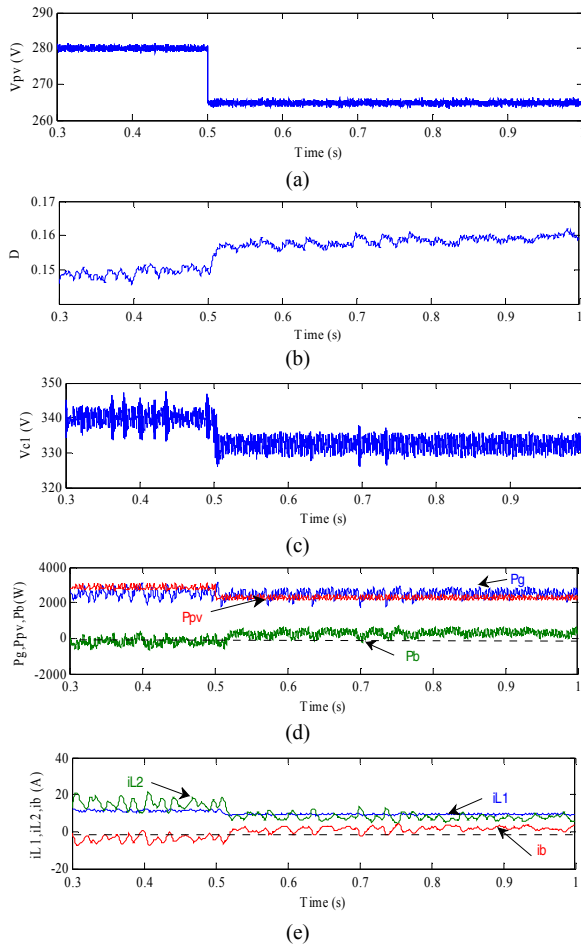 290
280
270
260
Vpv (V)
0.3 0.4 0.5 0.6 0.7 0.8 0.9 1
Time (s)
(a)
0.17
0.16
0.15
D
0.3 0.4 0.5 0.6 0.7 0.8 0.9 1
Time (s)
(b)
350
340
330
320
Vc1 (V)
0.3 0.4 0.5 0.6 0.7 0.8 0.9 1
Time (s)
(c)
4000
2000
0
-2000
Pg,Ppv,Pb(W)
Pg
Ppv
Pb
0.3 0.4 0.5 0.6 0.7 0.8 0.9 1
Time (s)
(d)
40
20
0
-20
iL1,iL2,ib (A)
iL2
iL1
ib
0.3 0.4 0.5 0.6 0.7 0.8 0.9 1
Time (s)
(e)